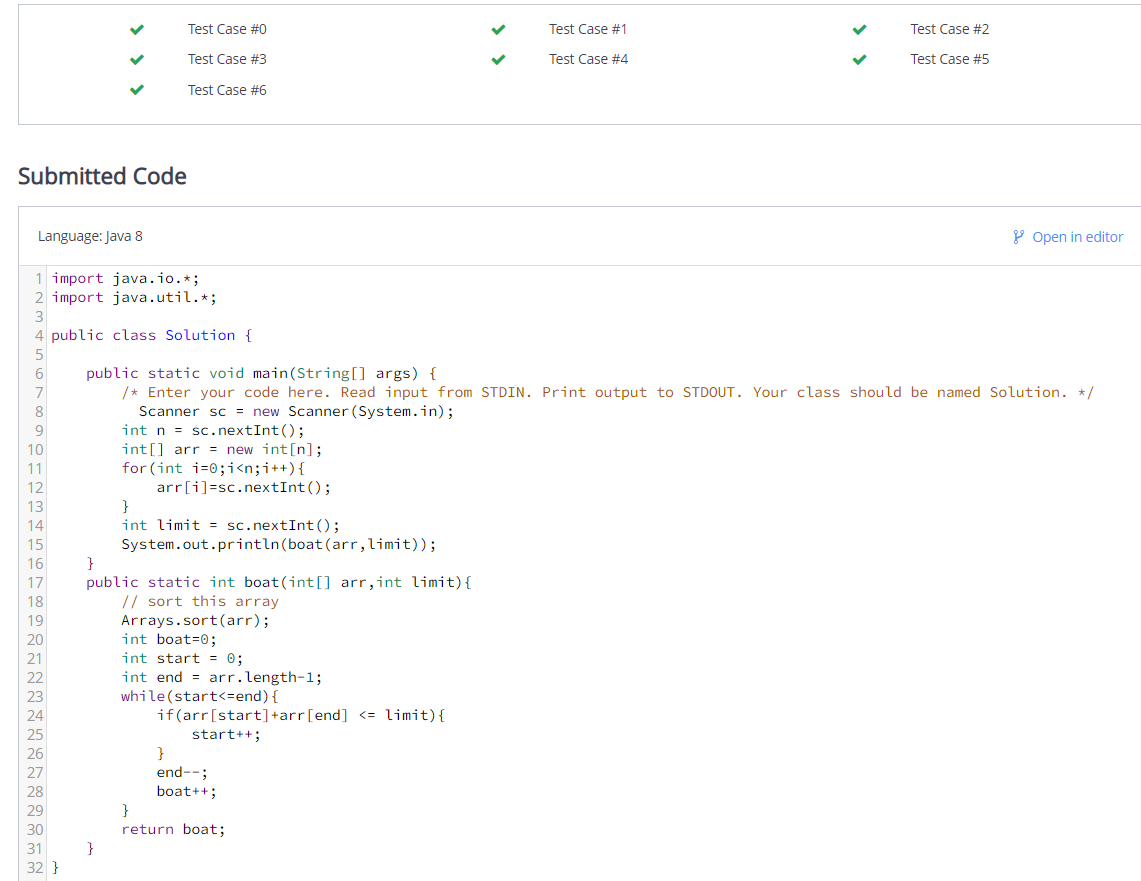 Test Case #0 Test Case #1 Test Case #2
Test Case #3 Test Case #4 Test Case #5
Test Case #6
Submitted Code
Language: Java 8 Open in editor
1 import java.io.*;
2 import java.util.*;
3
4 public class Solution {
5
6     public static void main(String[] args) {
7         /* Enter your code here. Read input from STDIN. Print output to STDOUT. Your class should be named Solution. */
8           Scanner sc = new Scanner(System.in);
9         int n = sc.nextInt();
10         int[] arr = new int[n];
11         for(int i=0;i<n;i++){
12             arr[i]=sc.nextInt();
13         }
14         int limit = sc.nextInt();
15         System.out.println(boat(arr,limit));
16     }
17     public static int boat(int[] arr,int limit){
18         // sort this array
19         Arrays.sort(arr);
20         int boat=0;
21         int start = 0;
22         int end = arr.length-1;
23         while(start<=end){
24             if(arr[start]+arr[end] <= limit){
25                 start++;
26             }
27             end--;
28             boat++;
29         }
30         return boat;
31     }
32 }